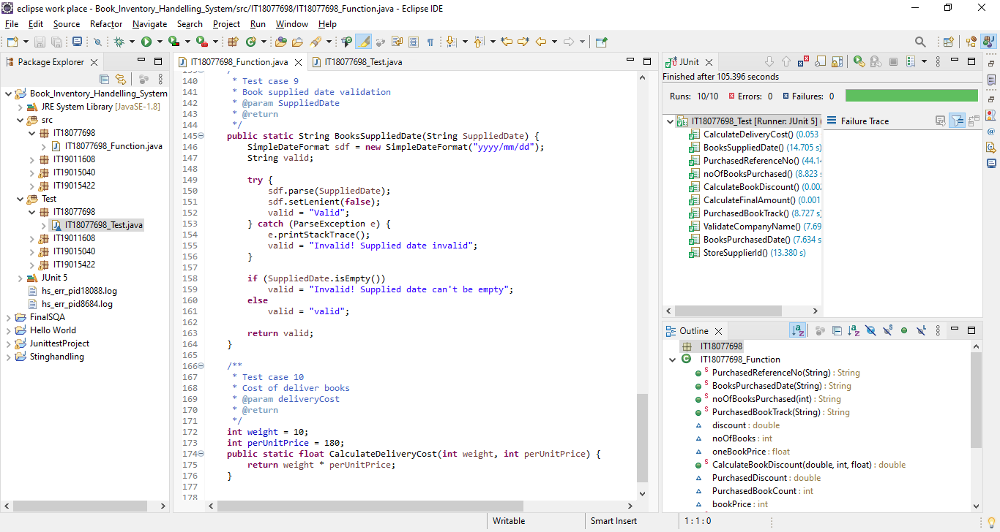 eclipse work place - Book_Inventory_Handelling_System/src/IT18077698/IT18077698_Function.java - Eclipse IDE
File Edit Source Refactor Navigate Search Project Run Window Help
Package Explorer
Book_Inventory_Handelling_System
JRE System Library [JavaSE-1.8]
src
IT18077698
IT18077698_Function.java
IT19011608
IT19015040
IT19015422
Test
IT18077698
IT18077698_Test.java
IT19011608
IT19015040
IT19015422
JUnit 5
hs_err_pid18088.log
hs_err_pid8684.log
FinalSQA
Hello World
JunittestProject
Stinghandling
IT18077698_Function.java
IT18077698_Test.java
140 * Test case 9
141 * Book supplied date validation
142 * @param SuppliedDate
143 * @return
144 */
145 public static String BooksSuppliedDate(String SuppliedDate) {
146 SimpleDateFormat sdf = new SimpleDateFormat("yyyy/mm/dd");
147 String valid;
148
149 try {
150 sdf.parse(SuppliedDate);
151 sdf.setLenient(false);
152 valid = "Valid";
153 } catch (ParseException e) {
154 e.printStackTrace();
155 valid = "Invalid! Supplied date invalid";
156 }
157
158 if (SuppliedDate.isEmpty())
159 valid = "Invalid! Supplied date can't be empty";
160 else
161 valid = "valid";
162
163 return valid;
164 }
165
166 /**
167 * Test case 10
168 * Cost of deliver books
169 * @param deliveryCost
170 * @return
171 */
172 int weight = 10;
173 int perUnitPrice = 180;
174 public static float CalculateDeliveryCost(int weight, int perUnitPrice) {
175 return weight * perUnitPrice;
176 }
177
178
JUnit
Finished after 105.396 seconds
Runs: 10/10 Errors: 0 Failures: 0
IT18077698_Test [Runner: JUnit 5] (
CalculateDeliveryCost() (0.053
BooksSuppliedDate() (14.705 s)
PurchasedReferenceNo() (44.14
noOfBooksPurchased() (8.823
CalculateBookDiscount() (0.002
CalculateFinalAmount() (0.001
PurchasedBookTrack() (8.727 s)
ValidateCompanyName() (7.69
BooksPurchasedDate() (7.634 s
StoreSupplierId() (13.380 s)
Failure Trace
Outline
IT18077698
IT18077698_Function
PurchasedReferenceNo(String) : String
BooksPurchasedDate(String) : String
noOfBooksPurchased(int) : String
PurchasedBookTrack(String) : String
discount : double
noOfBooks : int
oneBookPrice : float
CalculateBookDiscount(double, int, float) : double
PurchasedDiscount : double
PurchasedBookCount : int
bookPrice : int
Writable
Smart Insert
1 : 1 : 0